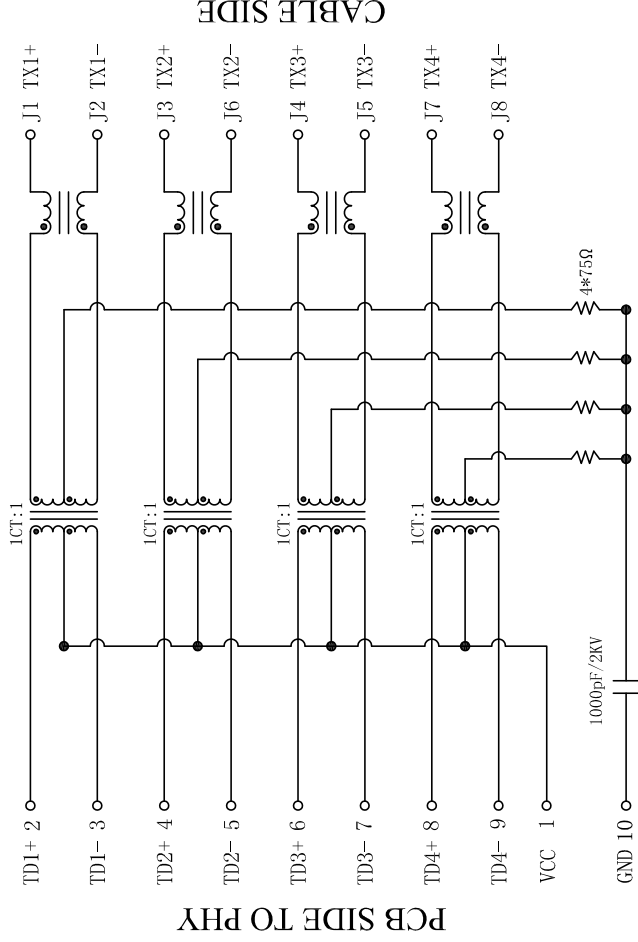 CABLE SIDE
J1 TX1+
J2 TX1-
J3 TX2+
J6 TX2-
J4 TX3+
J5 TX3-
J7 TX4+
J8 TX4-
4*75Ω
1CT:1
1CT:1
1CT:1
1CT:1
1000pF/2KV
TD1+ 2
TD1- 3
TD2+ 4
TD2- 5
TD3+ 6
TD3- 7
TD4+ 8
TD4- 9
VCC 1
GND 10
PCB SIDE TO PHY